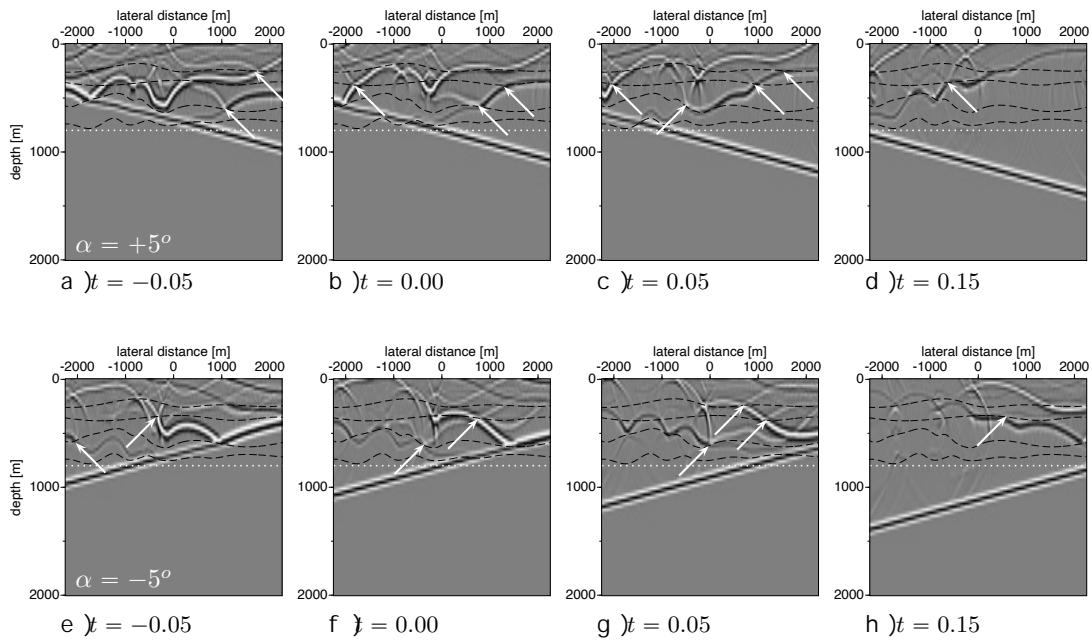 lateral distance [m] lateral distance [m] lateral distance [m] lateral distance [m]
-2000 -1000 0 1000 2000 -2000 -1000 0 1000 2000 -2000 -1000 0 1000 2000 -2000 -1000 0 1000 2000
0 0 0 0
depth [m]
1000 1000 1000 1000
α = +5°
2000 2000 2000 2000
a )t = −0.05 b )t = 0.00 c )t = 0.05 d )t = 0.15
lateral distance [m] lateral distance [m] lateral distance [m] lateral distance [m]
-2000 -1000 0 1000 2000 -2000 -1000 0 1000 2000 -2000 -1000 0 1000 2000 -2000 -1000 0 1000 2000
0 0 0 0
depth [m]
1000 1000 1000 1000
α = −5°
2000 2000 2000 2000
e )t = −0.05 f )t = 0.00 g )t = 0.05 h )t = 0.15